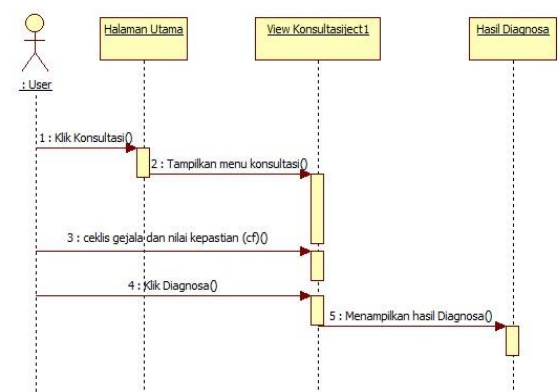 Halaman Utama
View Konsultasiject1
Hasil Diagnosa
: User
1 : Klik Konsultasi()
2 : Tampilkan menu konsultasi()
3 : ceklis gejala dan nilai kepastian (cf)()
4 : Klik Diagnosa()
5 : Menampilkan hasil Diagnosa()